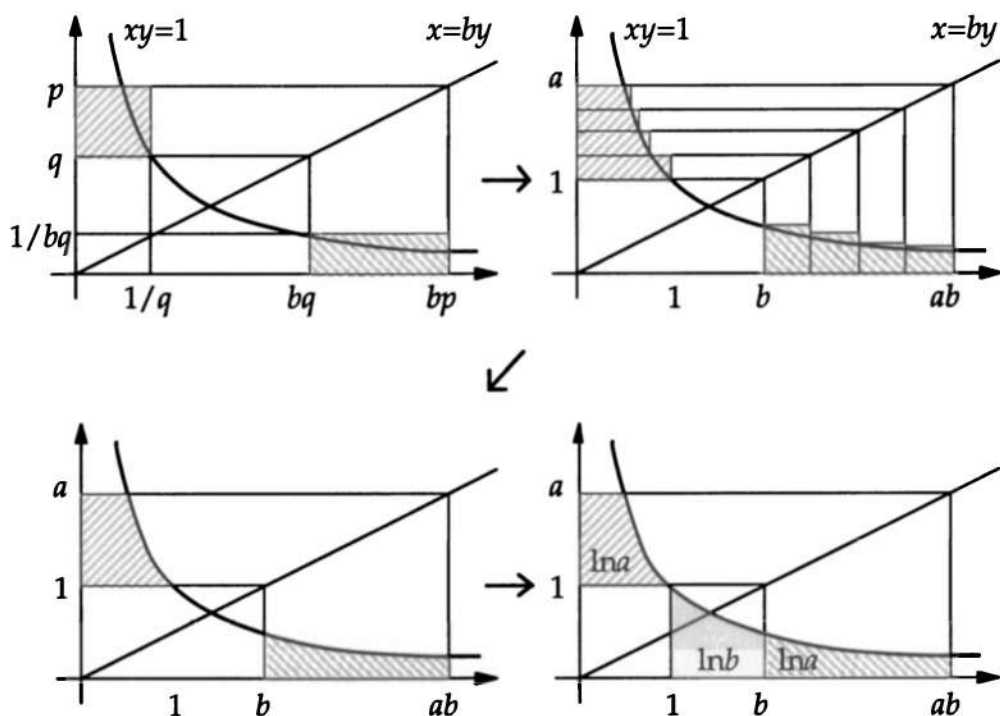 xy=1 x=by
p
q
1/bq
1/q bq bp
xy=1 x=by
a
1
1 b ab
a
1
1 b ab
a
lna
1
lnb lna
1 b ab